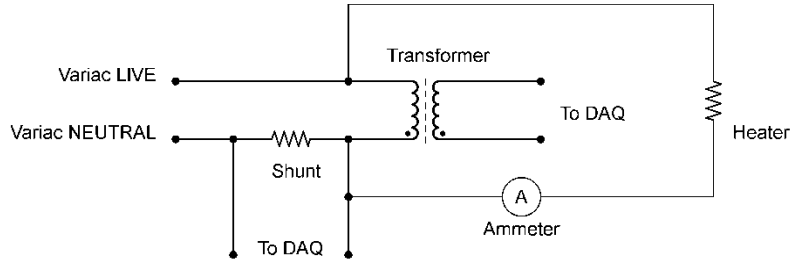 Transformer
Variac LIVE
To DAQ
Variac NEUTRAL
Heater
Shunt
A
Ammeter
To DAQ